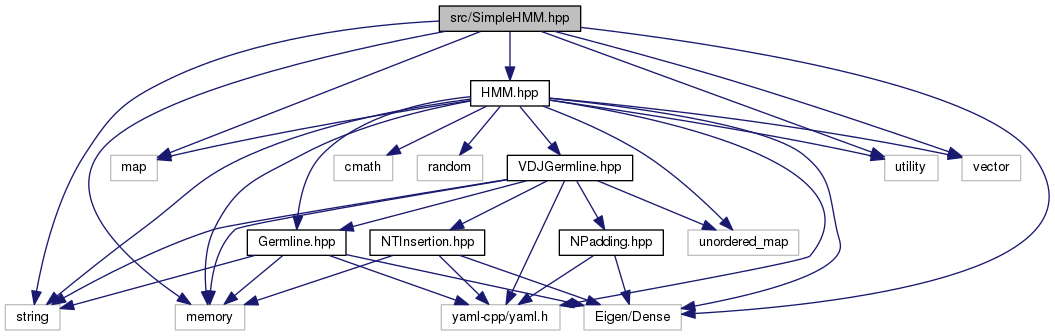 src/SimpleHMM.hpp
HMM.hpp
map
cmath
random
VDJGermline.hpp
utility
vector
Germline.hpp
NTInsertion.hpp
NPadding.hpp
unordered_map
string
memory
yaml-cpp/yaml.h
Eigen/Dense